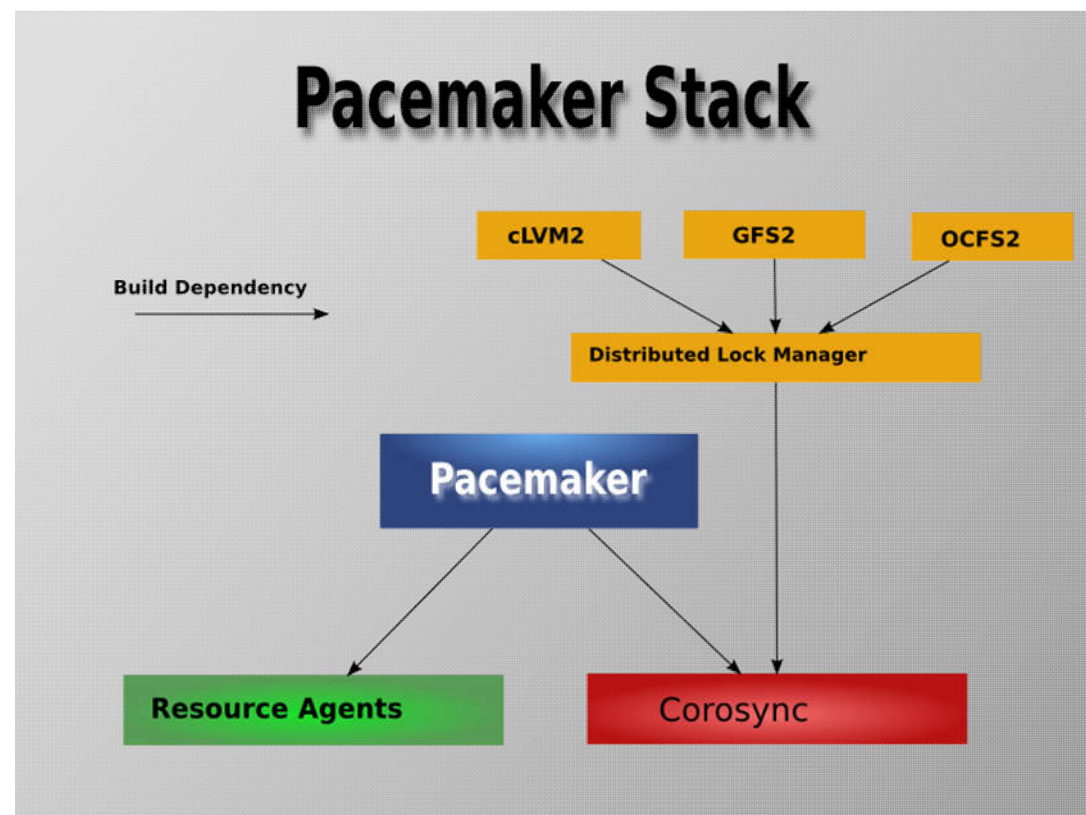 Pacemaker Stack
cLVM2
GFS2
OCFS2
Build Dependency
Distributed Lock Manager
Pacemaker
Resource Agents
Corosync